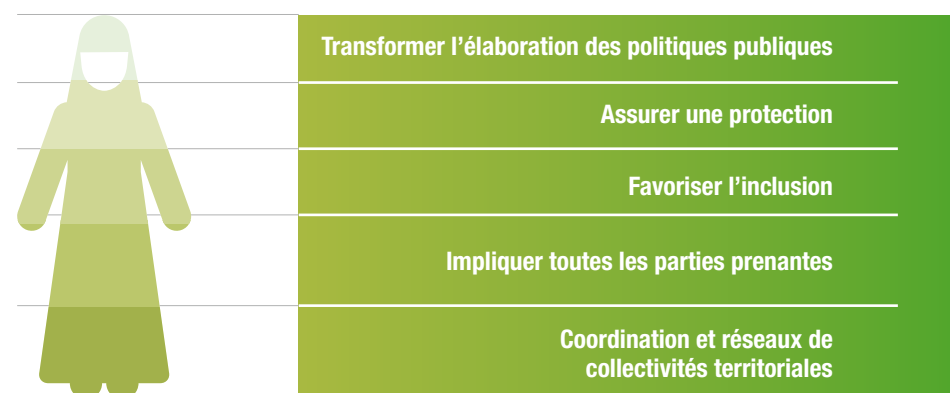 Transformer l’élaboration des politiques publiques
Assurer une protection
Favoriser l’inclusion
Impliquer toutes les parties prenantes
Coordination et réseaux de
collectivités territoriales